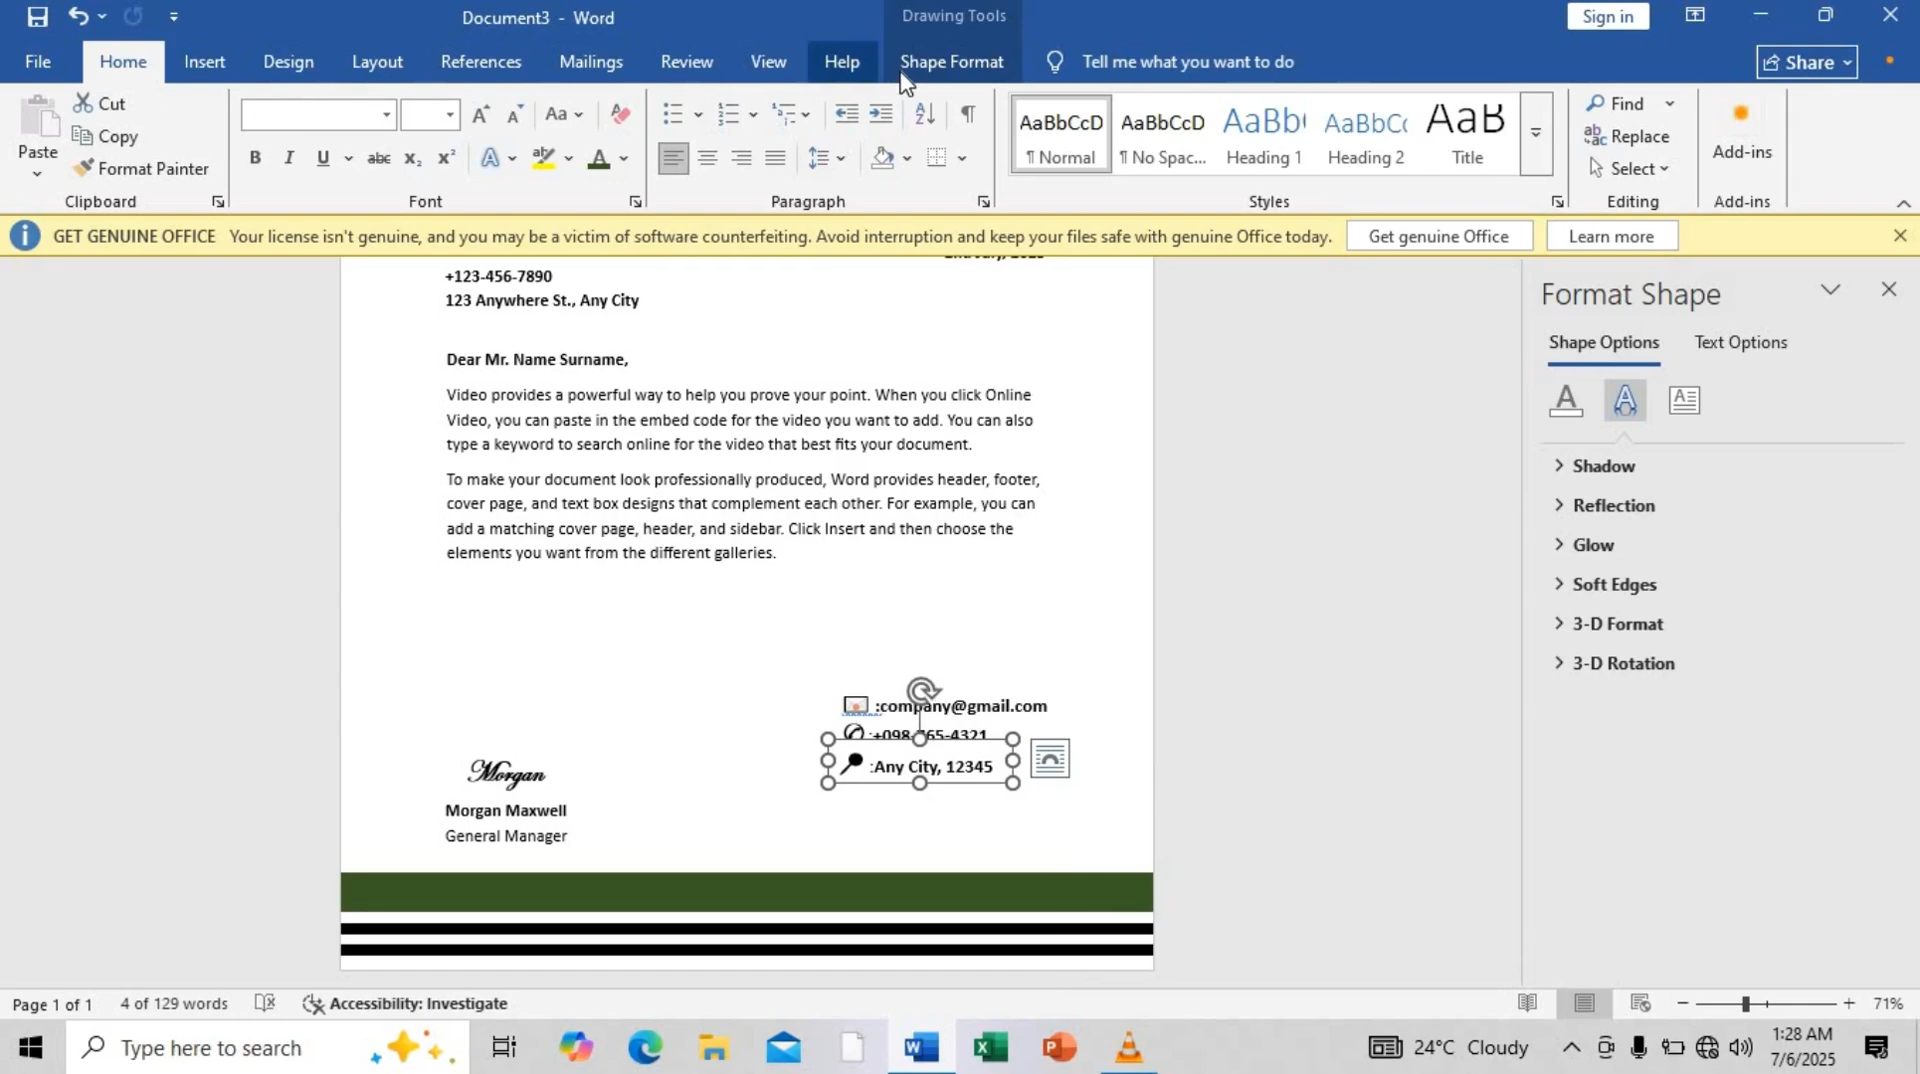 Document3 - Word
Drawing Tools
Sign in
File
Home
Insert
Design
Layout
References
Mailings
Review
View
Help
Shape Format
Tell me what you want to do
Share
Paste
Cut
Copy
Format Painter
Clipboard
Font
Paragraph
AaBbCcD
¶ Normal
AaBbCcD
¶ No Spac...
AaBb(
Heading 1
AaBbCc
Heading 2
AaB
Title
Styles
Find
Replace
Select
Editing
Add-ins
Add-ins
GET GENUINE OFFICE Your license isn't genuine, and you may be a victim of software counterfeiting. Avoid interruption and keep your files safe with genuine Office today.
Get genuine Office
Learn more
+123-456-7890
123 Anywhere St., Any City
Dear Mr. Name Surname,
Video provides a powerful way to help you prove your point. When you click Online
Video, you can paste in the embed code for the video you want to add. You can also
type a keyword to search online for the video that best fits your document.
To make your document look professionally produced, Word provides header, footer,
cover page, and text box designs that complement each other. For example, you can
add a matching cover page, header, and sidebar. Click Insert and then choose the
elements you want from the different galleries.
:company@gmail.com
:+098-765-4321
:Any City, 12345
Morgan
Morgan Maxwell
General Manager
Format Shape
Shape Options
Text Options
Shadow
Reflection
Glow
Soft Edges
3-D Format
3-D Rotation
Page 1 of 1
4 of 129 words
Accessibility: Investigate
71%
Type here to search
24°C Cloudy
1:28 AM
7/6/2025